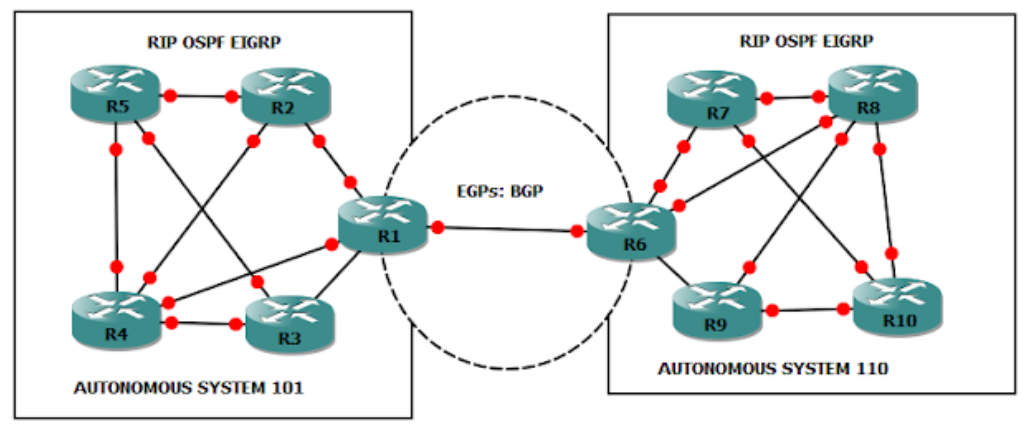 RIP OSPF EIGRP
R5
R2
R1
R4
R3
AUTONOMOUS SYSTEM 101
EGPs: BGP
RIP OSPF EIGRP
R7
R8
R6
R9
R10
AUTONOMOUS SYSTEM 110